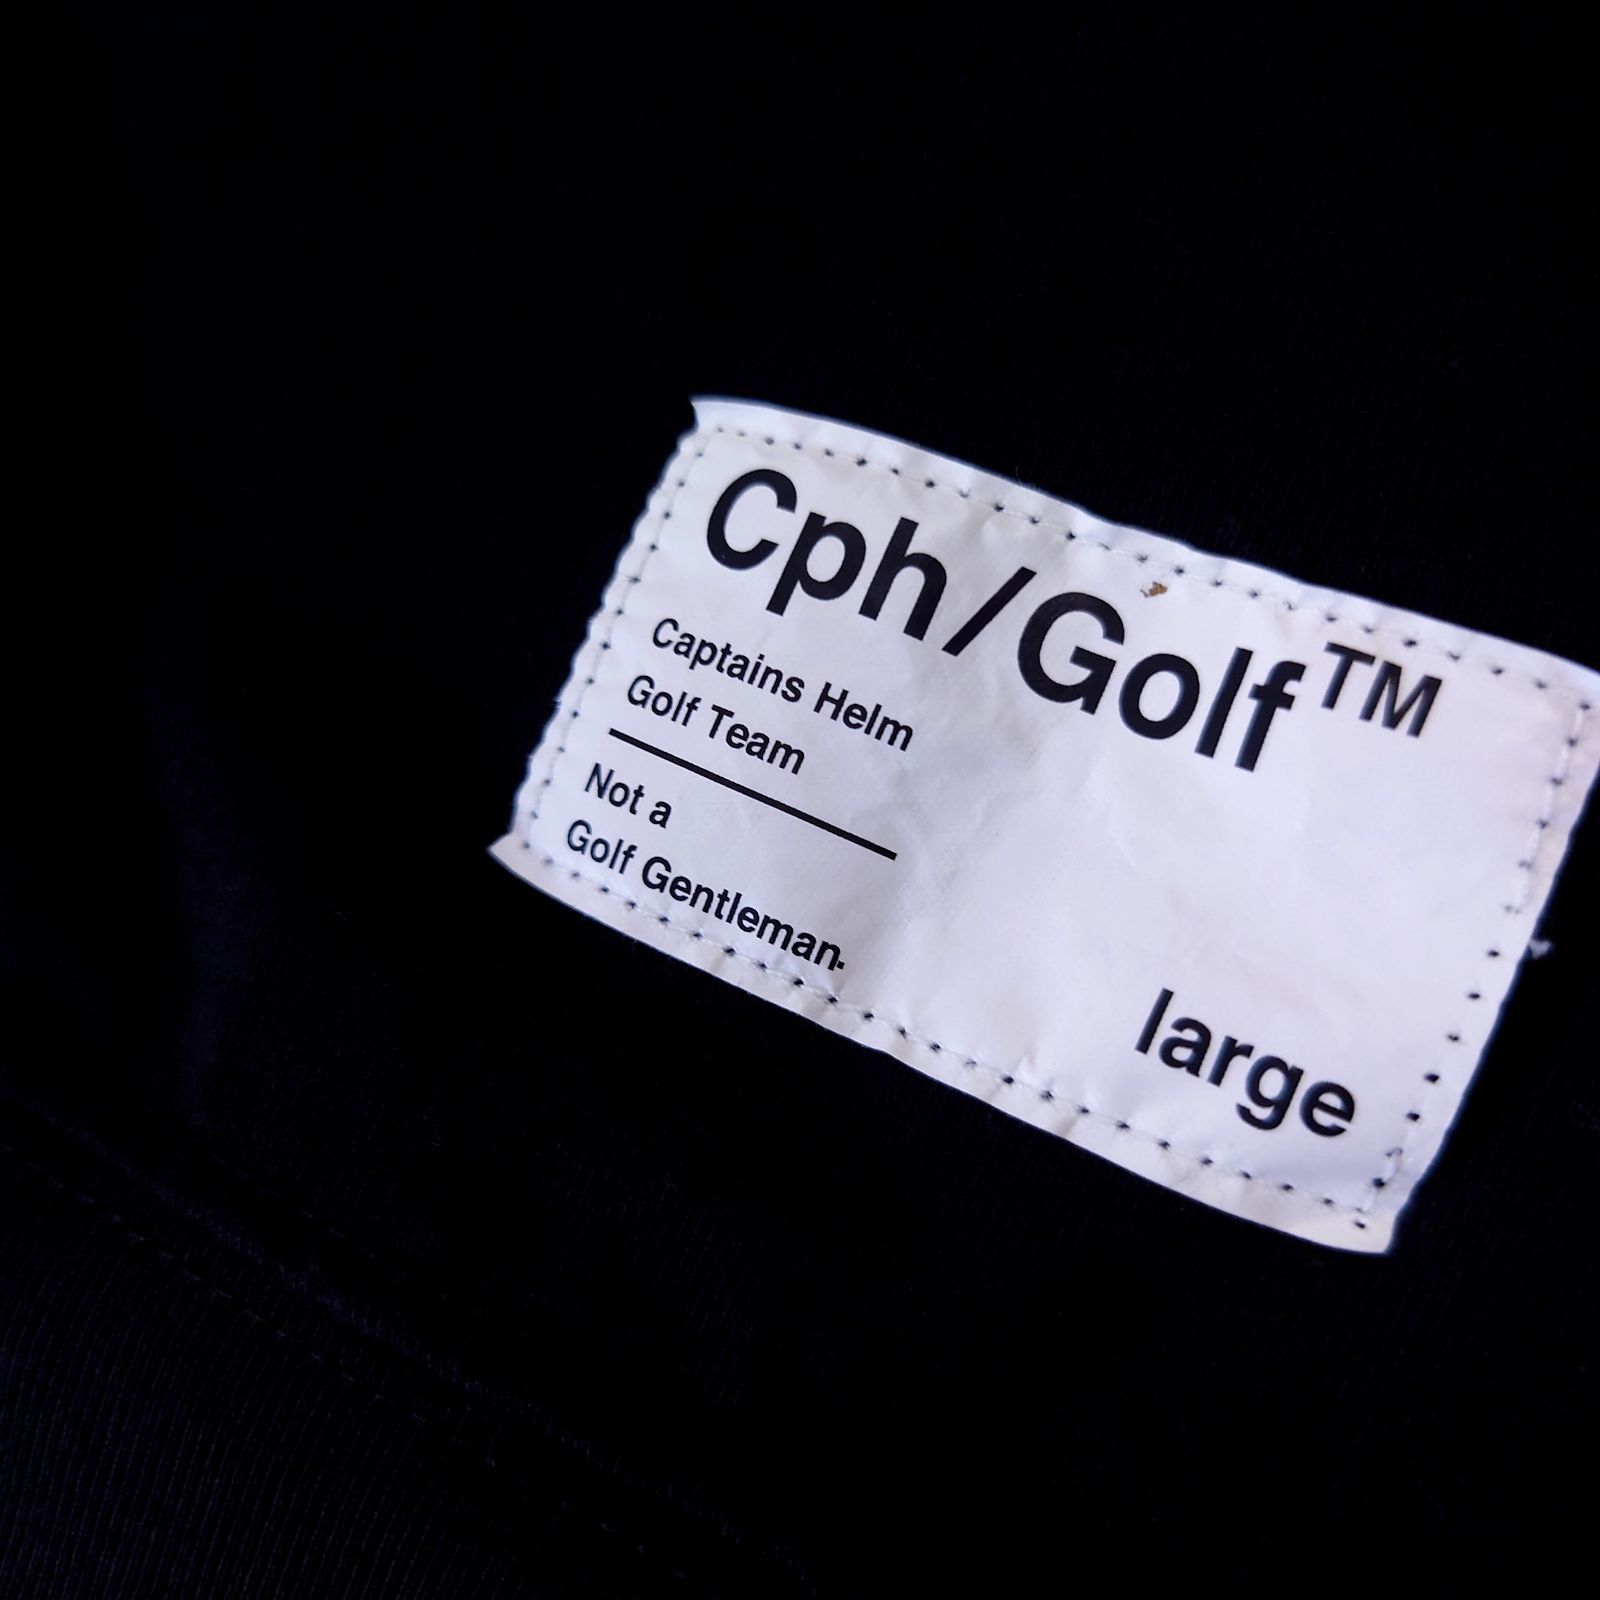 Cph/Golf™
Captains Helm
Golf Team
Not a
Golf Gentleman.
large